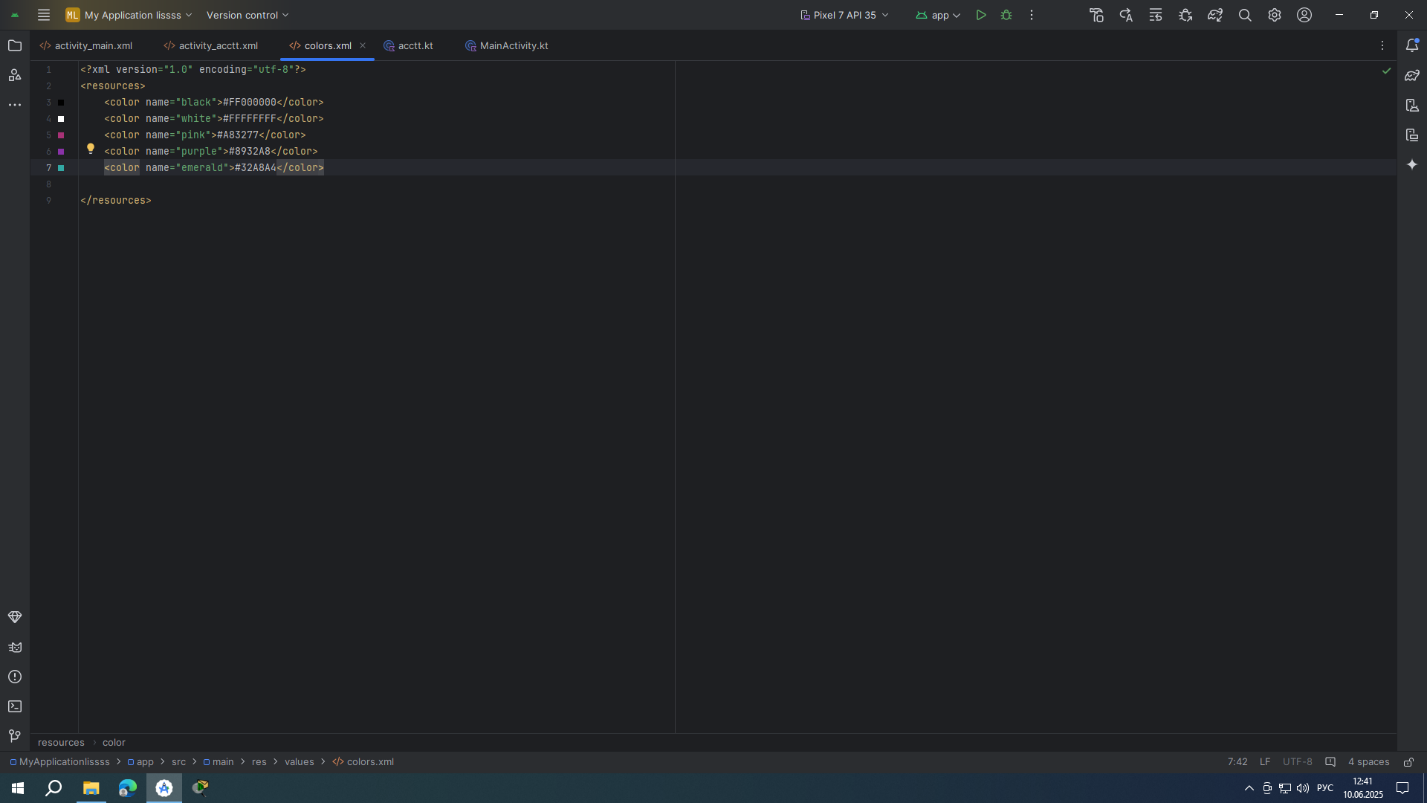 ML My Application lissss Version control Pixel 7 API 35 app
activity_main.xml activity_acctt.xml colors.xml acctt.kt MainActivity.kt
1 <?xml version="1.0" encoding="utf-8"?>
2 <resources>
3 <color name="black">#FF000000</color>
4 <color name="white">#FFFFFFFF</color>
5 <color name="pink">#A83277</color>
6 <color name="purple">#8932A8</color>
7 <color name="emerald">#32A8A4</color>
8
9 </resources>
resources > color
MyApplicationlissss > app > src > main > res > values > colors.xml 7:42 LF UTF-8 4 spaces
РУС 12:41
10.06.2025